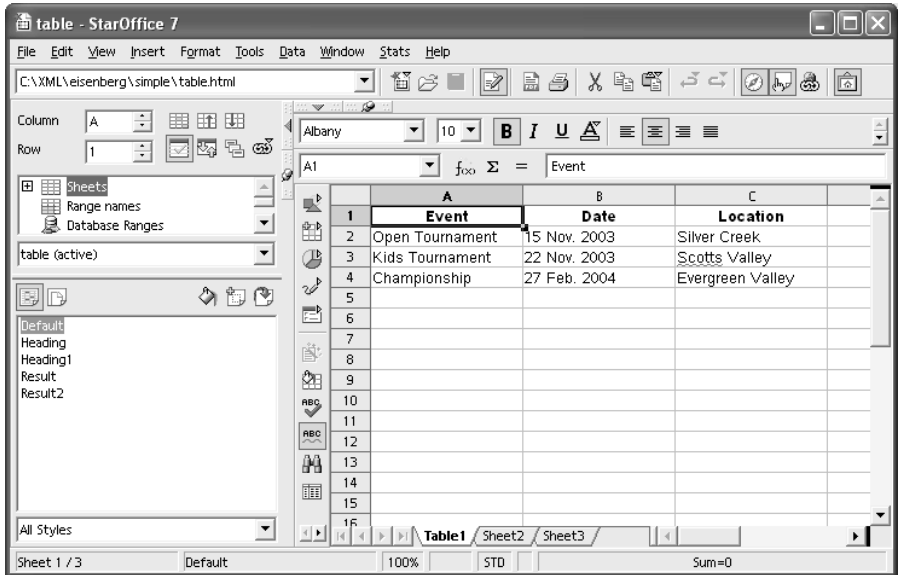 table - StarOffice 7
File Edit View Insert Format Tools Data Window Stats Help
C:\XML\eisenberg\simple\table.html
Column A
Row 1
Sheets
Range names
Database Ranges
table (active)
Default
Heading
Heading1
Result
Result2
All Styles
Albany 10 B I U A
A1 f(x) Σ = Event
A B C
1 Event Date Location
2 Open Tournament 15 Nov. 2003 Silver Creek
3 Kids Tournament 22 Nov. 2003 Scotts Valley
4 Championship 27 Feb. 2004 Evergreen Valley
5
6
7
8
9
10
11
12
13
14
15
16
ABC
ABC
Table1 Sheet2 Sheet3
Sheet 1 / 3 Default 100% STD Sum=0